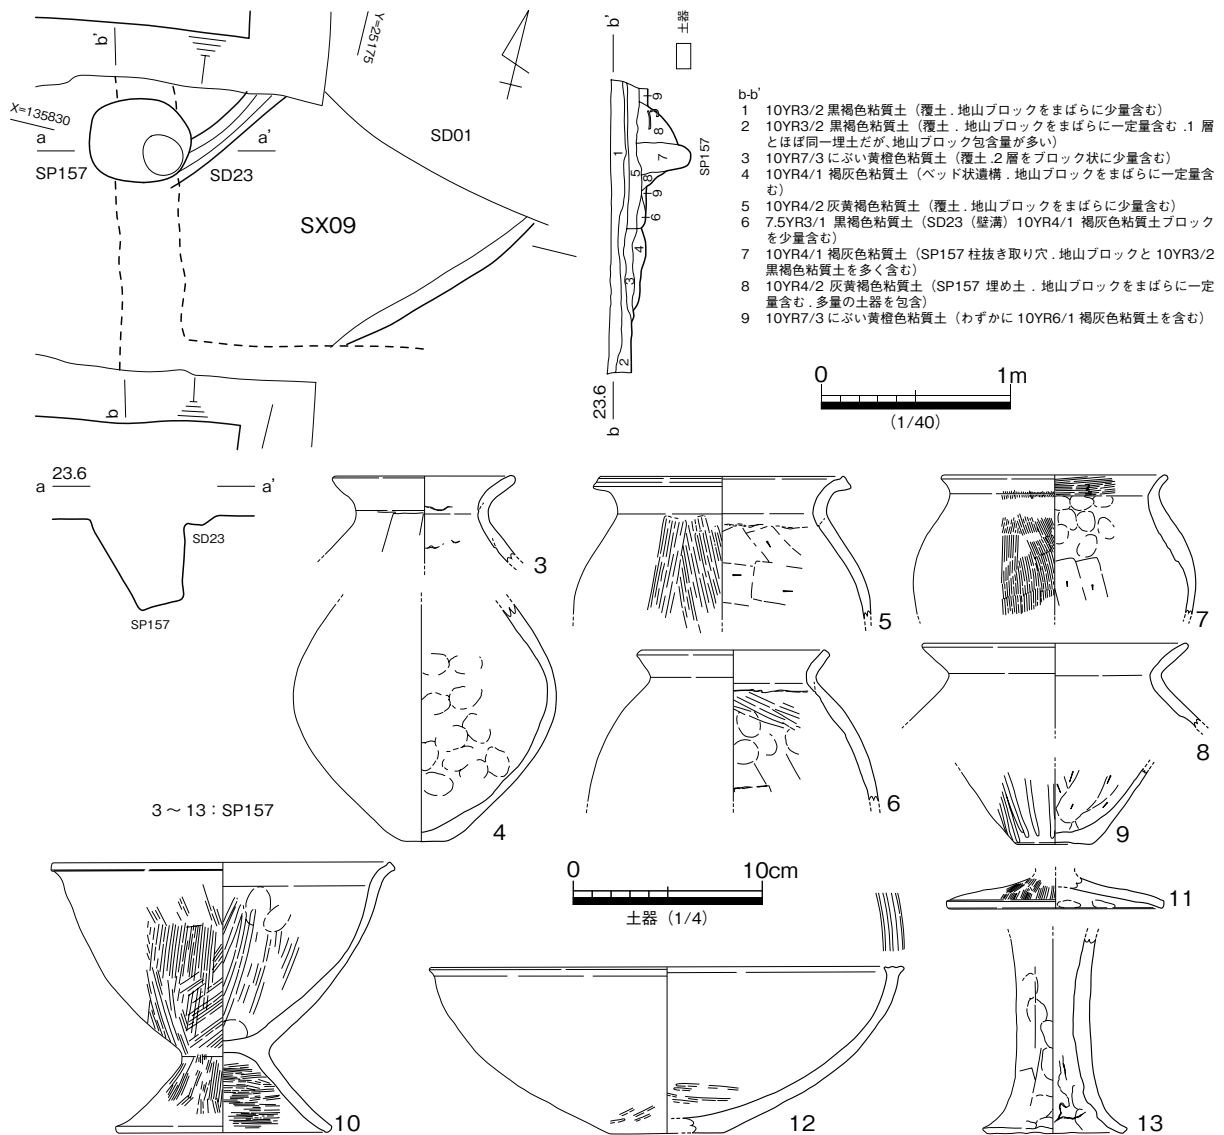 b'
Y=25175
b'
土器
X=135830
a
a'
SP157
SD23
SD01
SX09
b
9
8
7
1
5
8
9
6
4
3
2
SP157
23.6
b
b-b'
1 10YR3/2 黒褐色粘質土（覆土．地山ブロックをまばらに少量含む）
2 10YR3/2 黒褐色粘質土（覆土．地山ブロックをまばらに一定量含む．1 層
とほぼ同一埋土だが、地山ブロック包含量が多い）
3 10YR7/3 にぶい黄橙色粘質土（覆土．2 層をブロック状に少量含む）
4 10YR4/1 褐灰色粘質土（ベッド状遺構．地山ブロックをまばらに一定量含
む）
5 10YR4/2 灰黄褐色粘質土（覆土．地山ブロックをまばらに少量含む）
6 7.5YR3/1 黒褐色粘質土（SD23（壁溝）10YR4/1 褐灰色粘質土ブロック
を少量含む）
7 10YR4/1 褐灰色粘質土（SP157 柱抜き取り穴．地山ブロックと 10YR3/2
黒褐色粘質土を多く含む）
8 10YR4/2 灰黄褐色粘質土（SP157 埋め土．地山ブロックをまばらに一定
量含む．多量の土器を包含）
9 10YR7/3 にぶい黄橙色粘質土（わずかに 10YR6/1 褐灰色粘質土を含む）
0 1m
（1/40）
a 23.6 a'
SD23
SP157
3
5
7
4
6
8
9
3～13：SP157
0 10cm
土器（1/4）
10
11
12
13